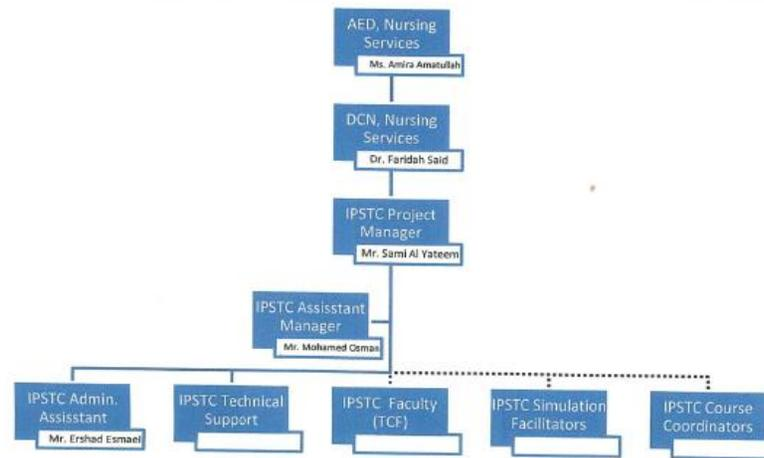 AED, Nursing
Services
Ms. Amira Amatullah
DCN, Nursing
Services
Dr. Faridah Said
IPSTC Project
Manager
Mr. Sami Al Yateem
IPSTC Assisstant
Manager
Mr. Mohamed Osman
IPSTC Admin.
Assistant
Mr. Ershad Esmaei
IPSTC Technical
Support
IPSTC Faculty
(TCF)
IPSTC Simulation
Facilitators
IPSTC Course
Coordinators